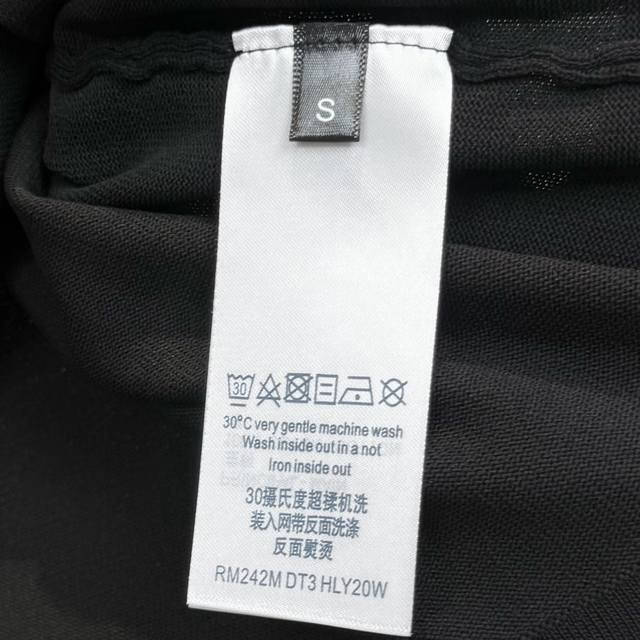 S
30
30°C very gentle machine wash
Wash inside out in a not
Iron inside out
30摄氏度超揉机洗
装入网带反面洗涤
反面熨烫
RM242M DT3 HLY20W